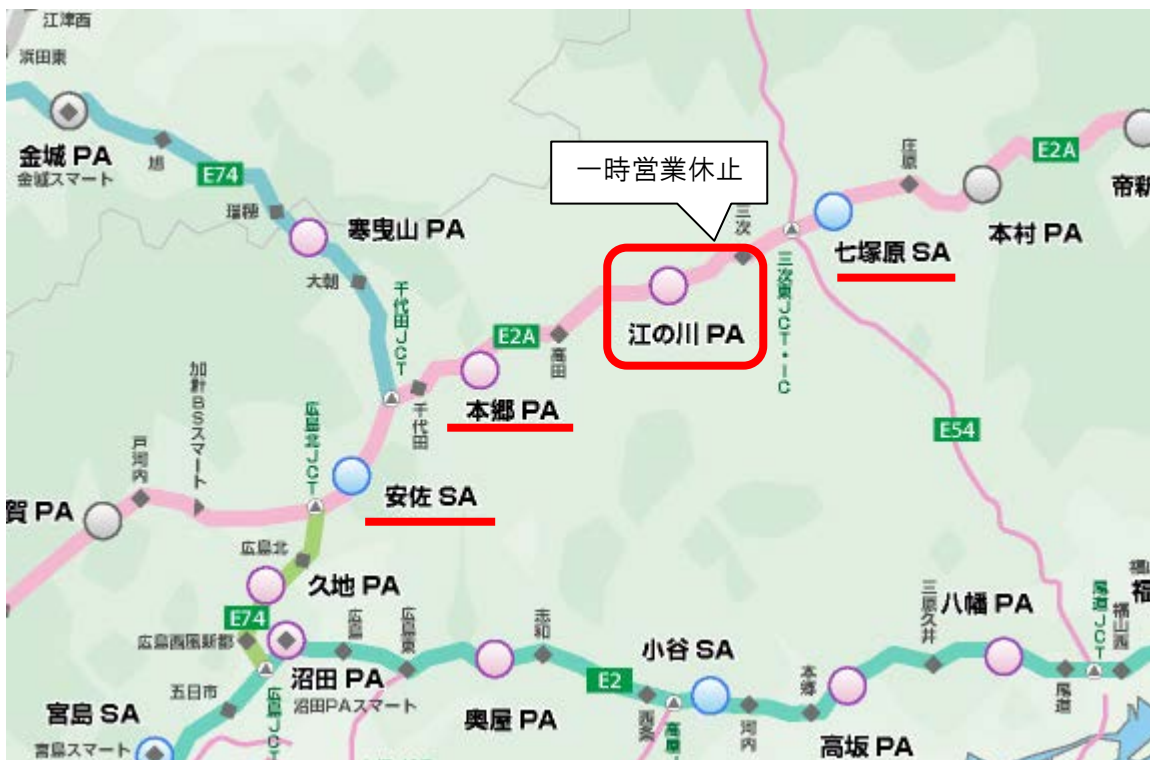 江津西
浜田東
金城 PA
金城スマート
旭
E74
瑞穂
寒曳山 PA
大朝
千代田JCT
一時営業休止
三次
江の川 PA
三次東JCT・IC
七塚原 SA
庄原
本村 PA
E2A
帝釈
E2A
高田
本郷 PA
千代田
安佐 SA
広島北JCT
加計BSスマート
戸河内
賀 PA
広島北
久地 PA
E74
広島西風新都
沼田 PA
沼田PAスマート
広島
広島東
五日市
宮島 SA
宮島スマート
広島JCT
奥屋 PA
志和
E2
小谷 SA
西条
高屋
河内
本郷
高坂 PA
三原久井
八幡 PA
E54
尾道
尾道JCT
福山西
福山
福